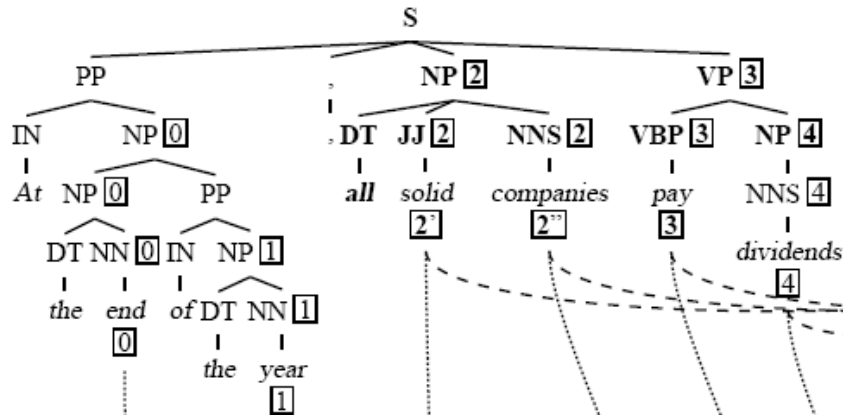 S
PP , NP 2 VP 3
IN NP 0 , DT JJ 2 NNS 2 VBP 3 NP 4
At NP 0 PP all solid companies pay NNS 4
2' 2'' 3
DT NN 0 IN NP 1 dividends
4
the end of DT NN 1
0
the year
1